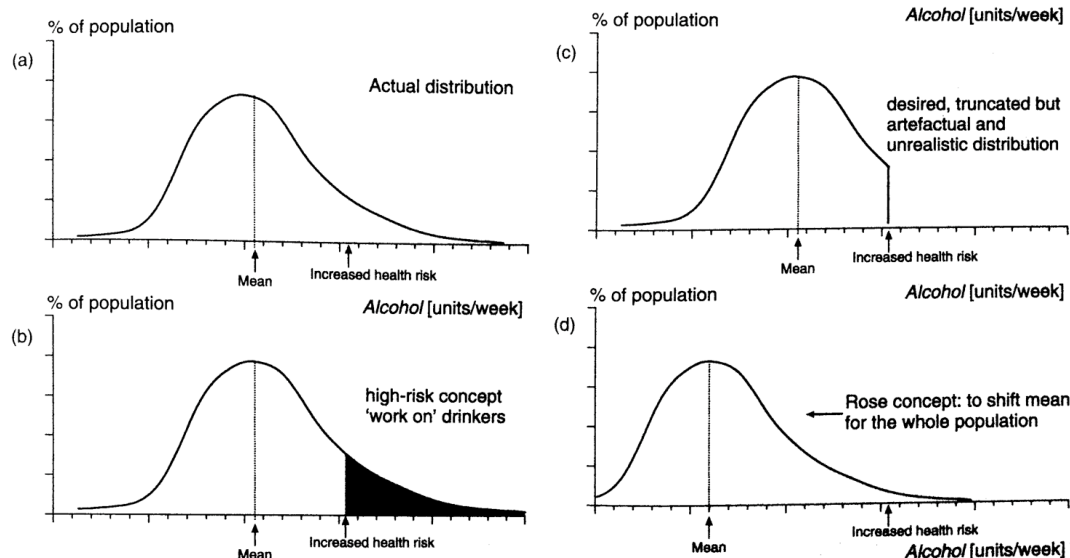 % of population
(a)
Actual distribution
Mean
Increased health risk
% of population
Alcohol [units/week]
(b)
high-risk concept
'work on' drinkers
Mean
Increased health risk
Alcohol [units/week]
% of population
(c)
desired, truncated but
artefactual and
unrealistic distribution
Mean
Increased health risk
% of population
Alcohol [units/week]
(d)
Rose concept: to shift mean
for the whole population
Mean
Increased health risk
Alcohol [units/week]